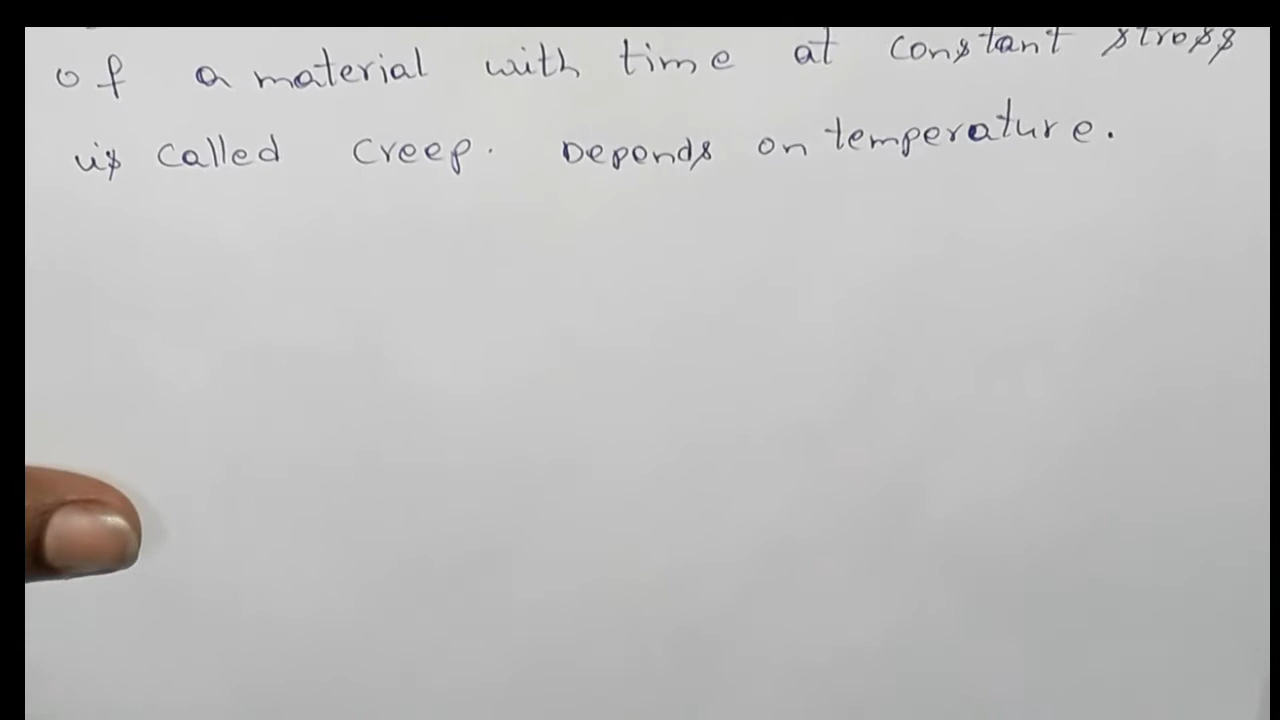 of a material with time at constant stress
is called creep. Depends on temperature.